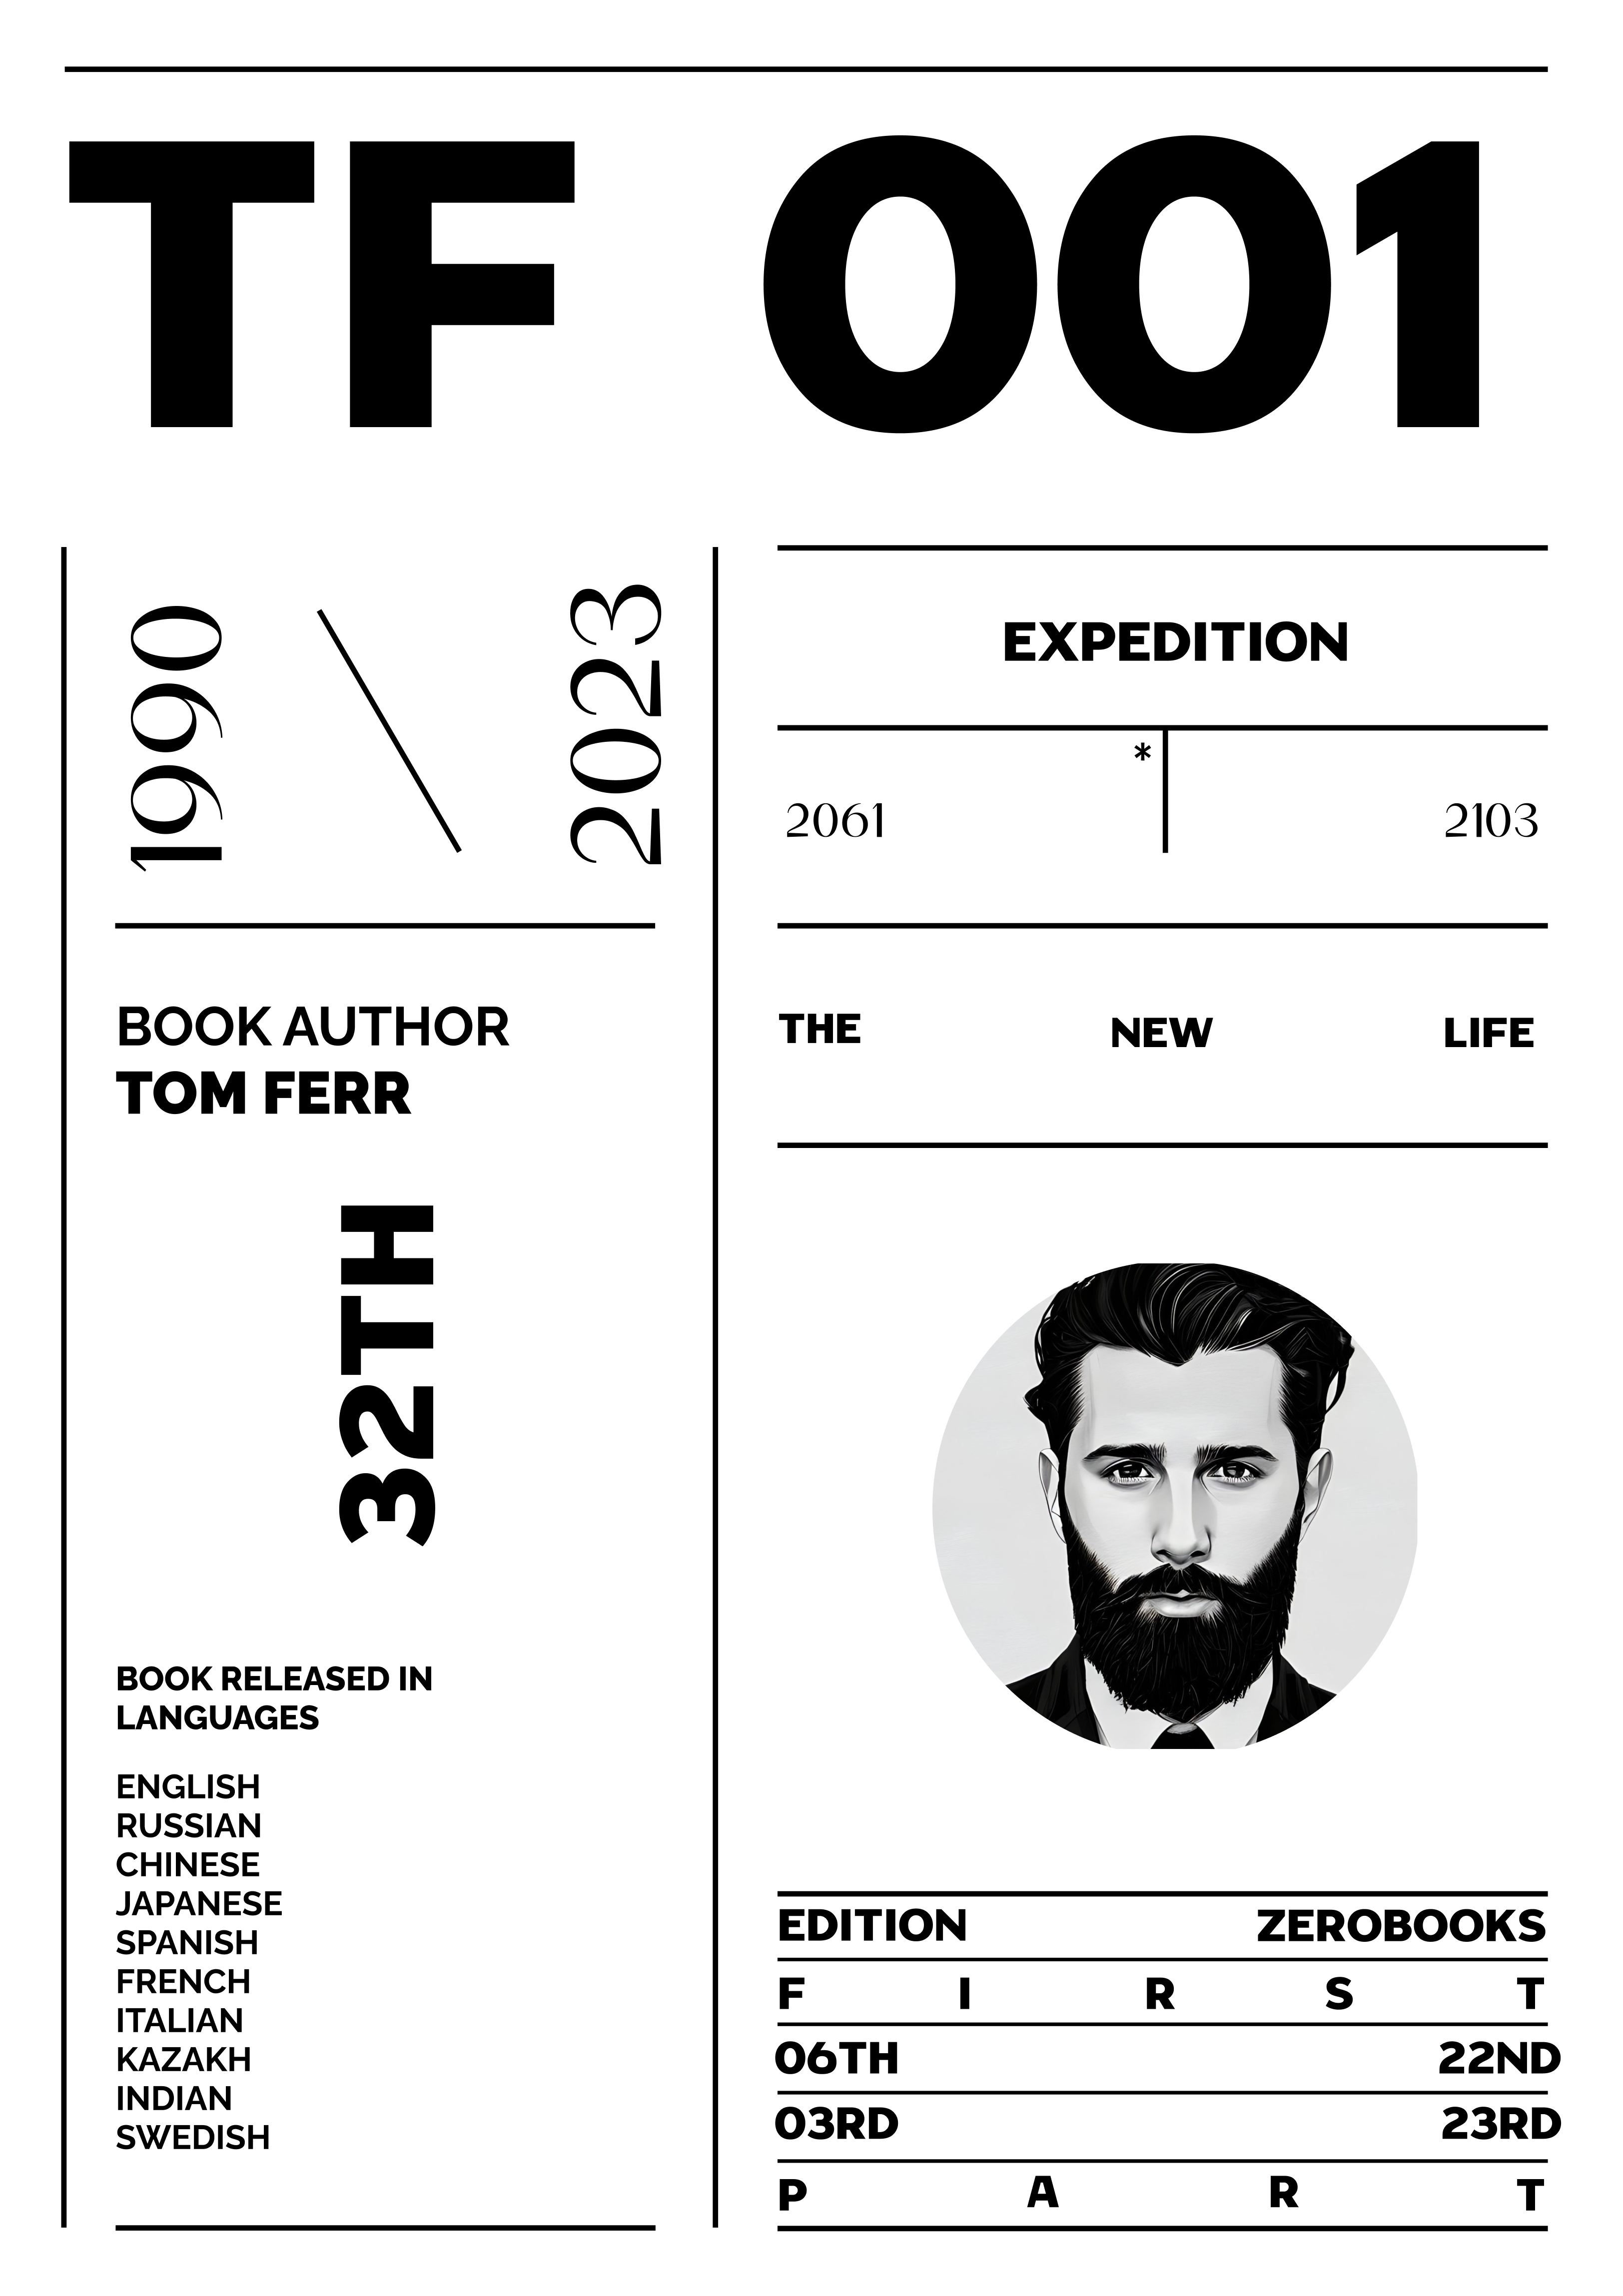 TF 001
1990 \ 2023
BOOK AUTHOR
TOM FERR
32TH
BOOK RELEASED IN
LANGUAGES
ENGLISH
RUSSIAN
CHINESE
JAPANESE
SPANISH
FRENCH
ITALIAN
KAZAKH
INDIAN
SWEDISH
EXPEDITION
*
2061 2103
THE NEW LIFE
EDITION ZEROBOOKS
F I R S T
06TH 22ND
03RD 23RD
P A R T